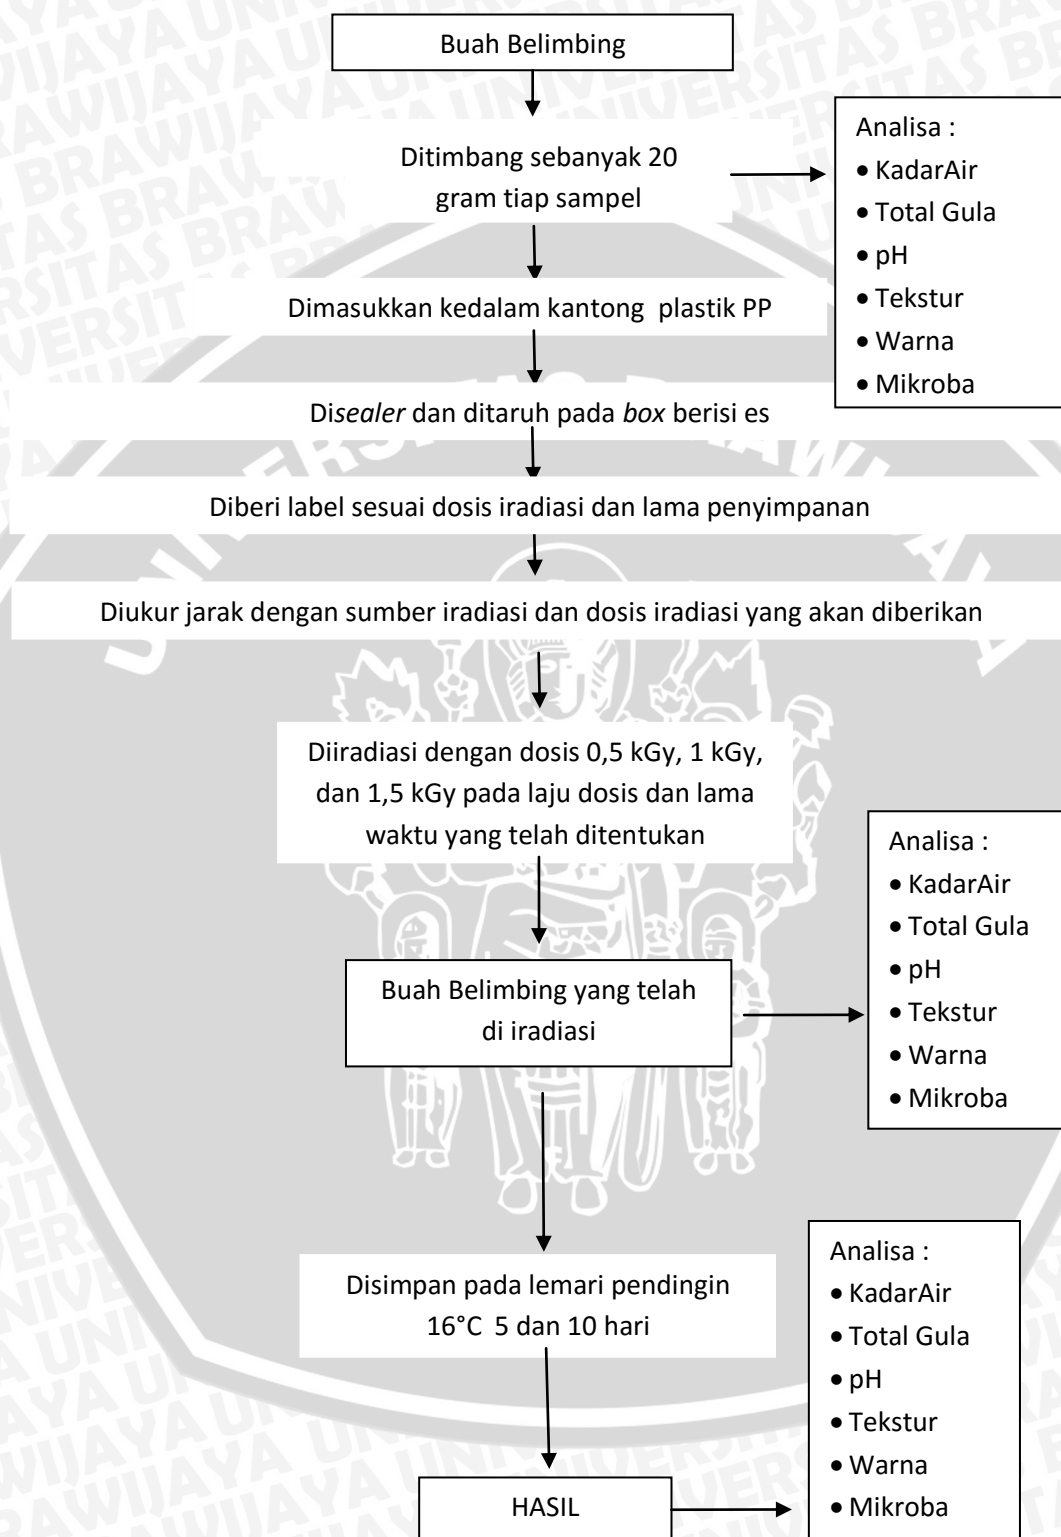 Buah Belimbing
Ditimbang sebanyak 20
gram tiap sampel
Analisa :
• KadarAir
• Total Gula
• pH
• Tekstur
• Warna
• Mikroba
Dimasukkan kedalam kantong plastik PP
Disealer dan ditaruh pada box berisi es
Diberi label sesuai dosis iradiasi dan lama penyimpanan
Diukur jarak dengan sumber iradiasi dan dosis iradiasi yang akan diberikan
Diiradiasi dengan dosis 0,5 kGy, 1 kGy,
dan 1,5 kGy pada laju dosis dan lama
waktu yang telah ditentukan
Buah Belimbing yang telah
di iradiasi
Analisa :
• KadarAir
• Total Gula
• pH
• Tekstur
• Warna
• Mikroba
Disimpan pada lemari pendingin
16°C 5 dan 10 hari
Analisa :
• KadarAir
• Total Gula
• pH
• Tekstur
• Warna
• Mikroba
HASIL